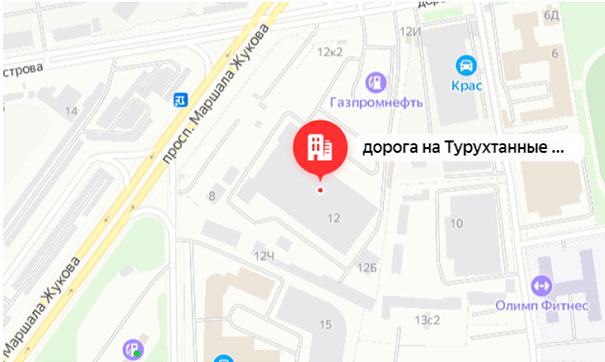 6Д
12И
дорог
строва
12к2
6
просп. Маршала Жукова
Крас
Газпромнефть
14
дорога на Турухтанные ...
8
12
10
12Ч
12Б
Маршала Жукова
Олимп Фитнес
13с2
15